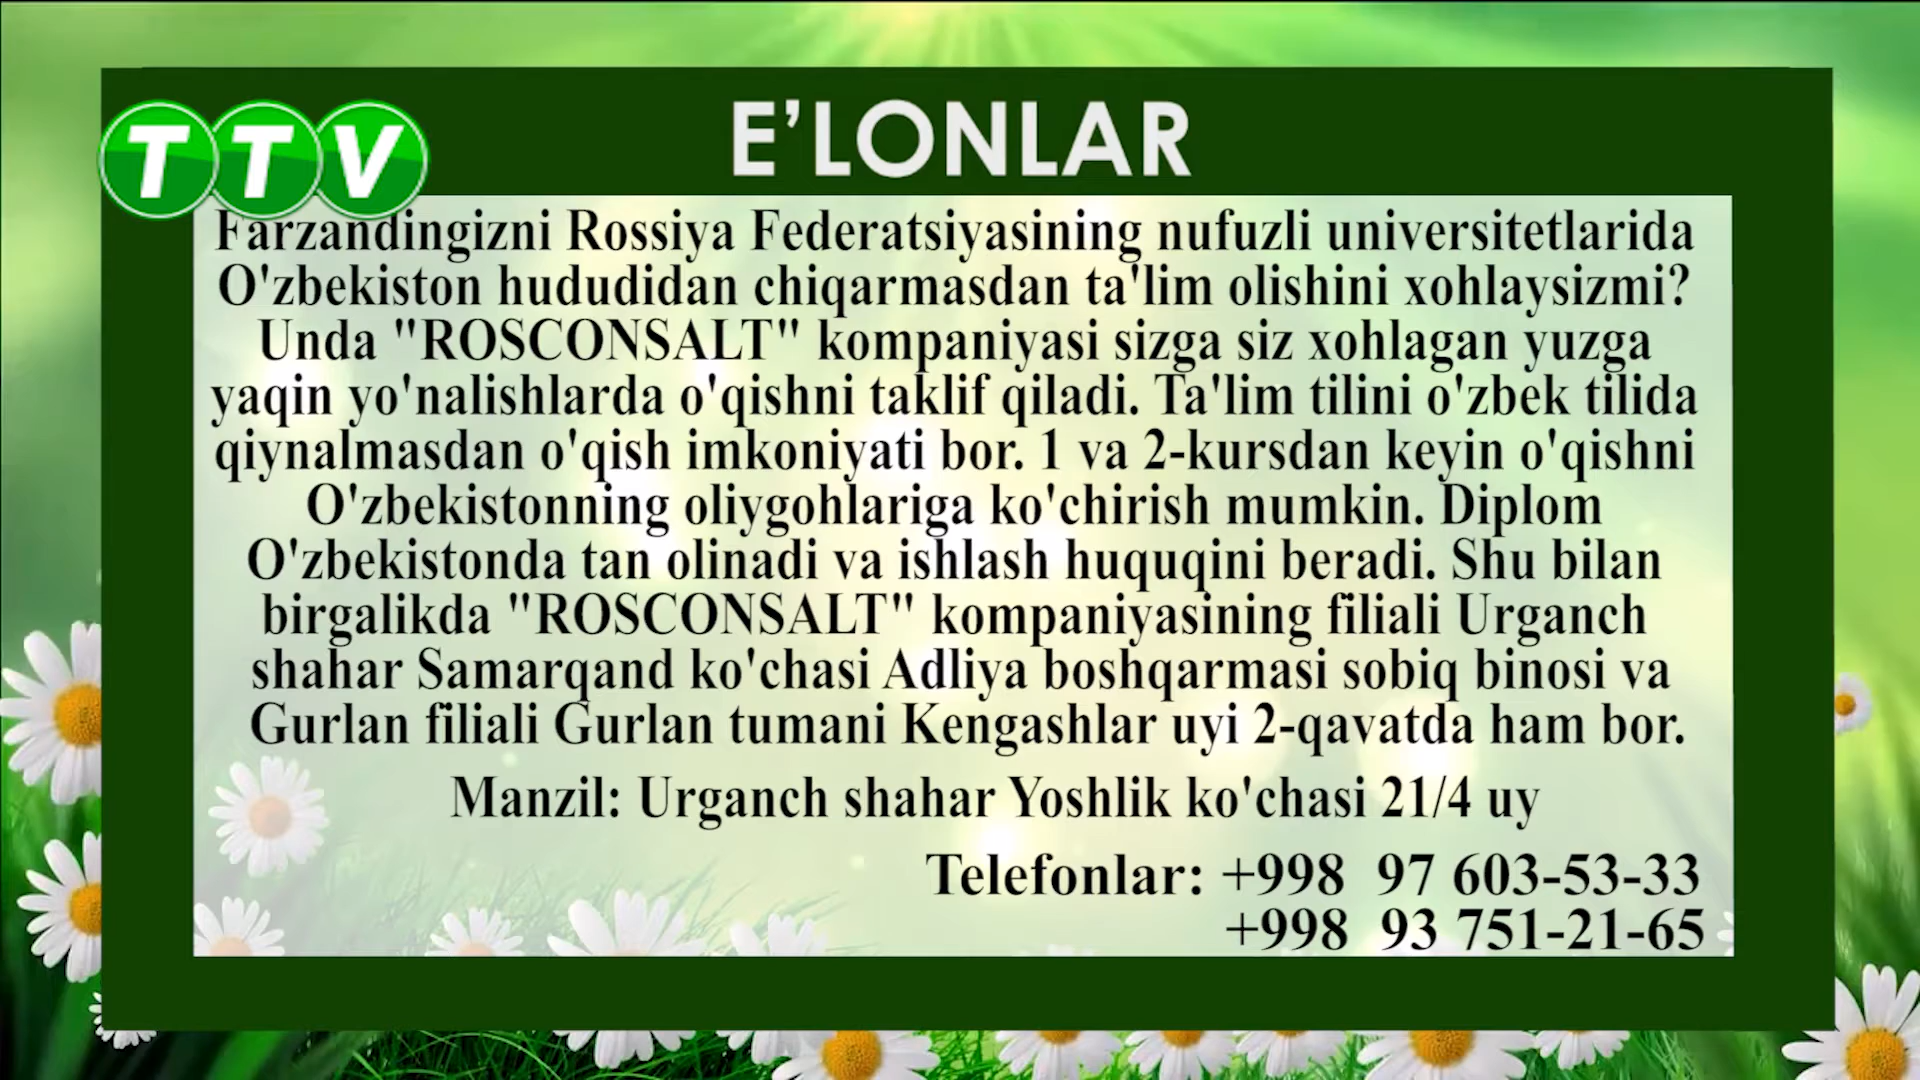 TTV
E’LONLAR
Farzandingizni Rossiya Federatsiyasining nufuzli universitetlarida
O'zbekiston hududidan chiqarmasdan ta'lim olishini xohlaysizmi?
Unda "ROSCONSALT" kompaniyasi sizga siz xohlagan yuzga
yaqin yo'nalishlarda o'qishni taklif qiladi. Ta'lim tilini o'zbek tilida
qiynalmasdan o'qish imkoniyati bor. 1 va 2-kursdan keyin o'qishni
O'zbekistonning oliygohlariga ko'chirish mumkin. Diplom
O'zbekistonda tan olinadi va ishlash huquqini beradi. Shu bilan
birgalikda "ROSCONSALT" kompaniyasining filiali Urganch
shahar Samarqand ko'chasi Adliya boshqarmasi sobiq binosi va
Gurlan filiali Gurlan tumani Kengashlar uyi 2-qavatda ham bor.
Manzil: Urganch shahar Yoshlik ko'chasi 21/4 uy
Telefonlar: +998 97 603-53-33
+998 93 751-21-65